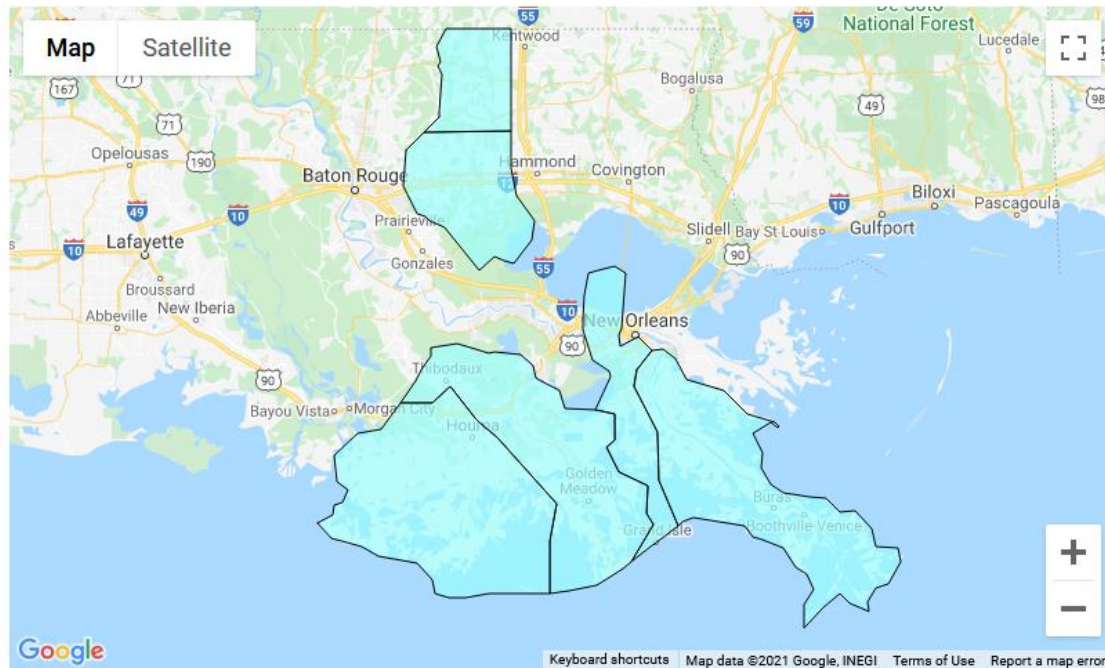 Map Satellite
55
De Soto
National Forest
59
Kentwood
Lucedale
167
71
Bogalusa
49
98
71
Opelousas
190
Hammond
Covington
Baton Rouge
12
Biloxi
Pascagoula
10
49
10
Prairieville
Slidell
Bay St Louis
Gulfport
Lafayette
10
Gonzales
90
55
Broussard
New Iberia
Abbeville
10
New Orleans
90
90
Thibodaux
Bayou Vista
Morgan City
Houma
Golden
Meadow
Buras
Boothville-Venice
Grand Isle
+
−
Google
Keyboard shortcuts Map data ©2021 Google, INEGI Terms of Use Report a map error